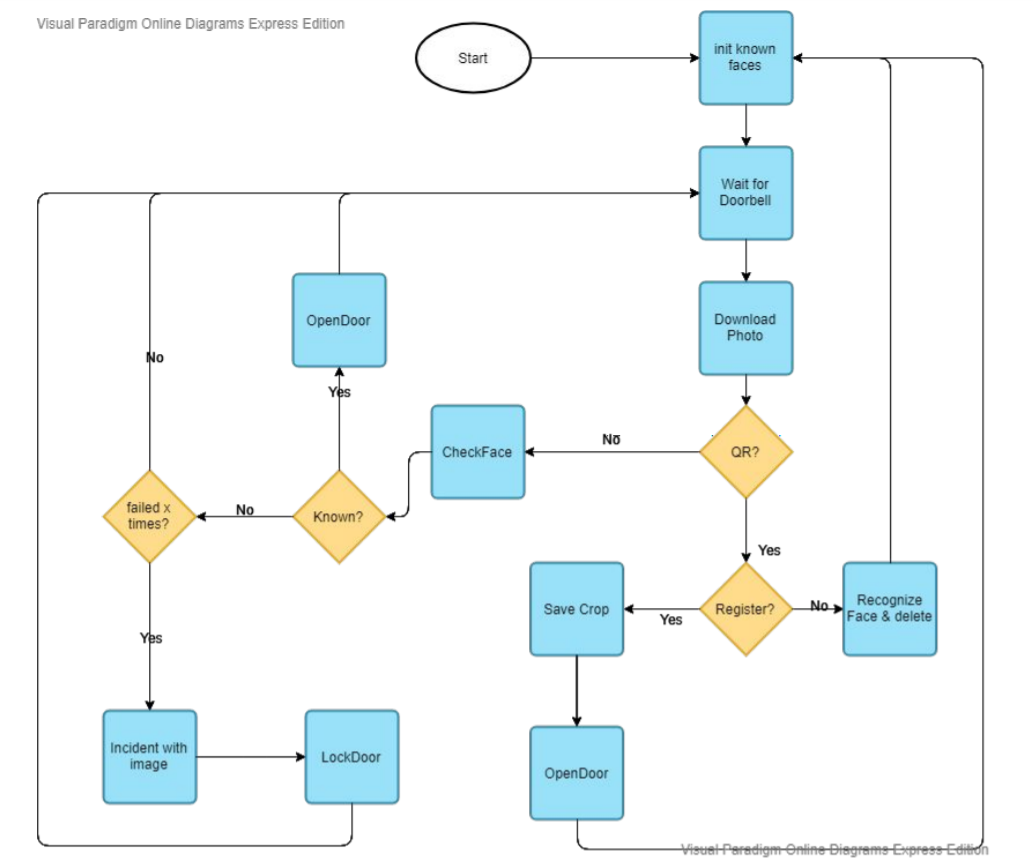 Visual Paradigm Online Diagrams Express Edition
Start
init known
faces
Wait for
Doorbell
OpenDoor
Download
Photo
No
Yes
CheckFace
No
QR?
failed x
times?
No
Known?
Yes
Save Crop
Yes
Register?
No
Recognize
Face & delete
Yes
Incident with
image
LockDoor
OpenDoor
Visual Paradigm Online Diagrams Express Edition